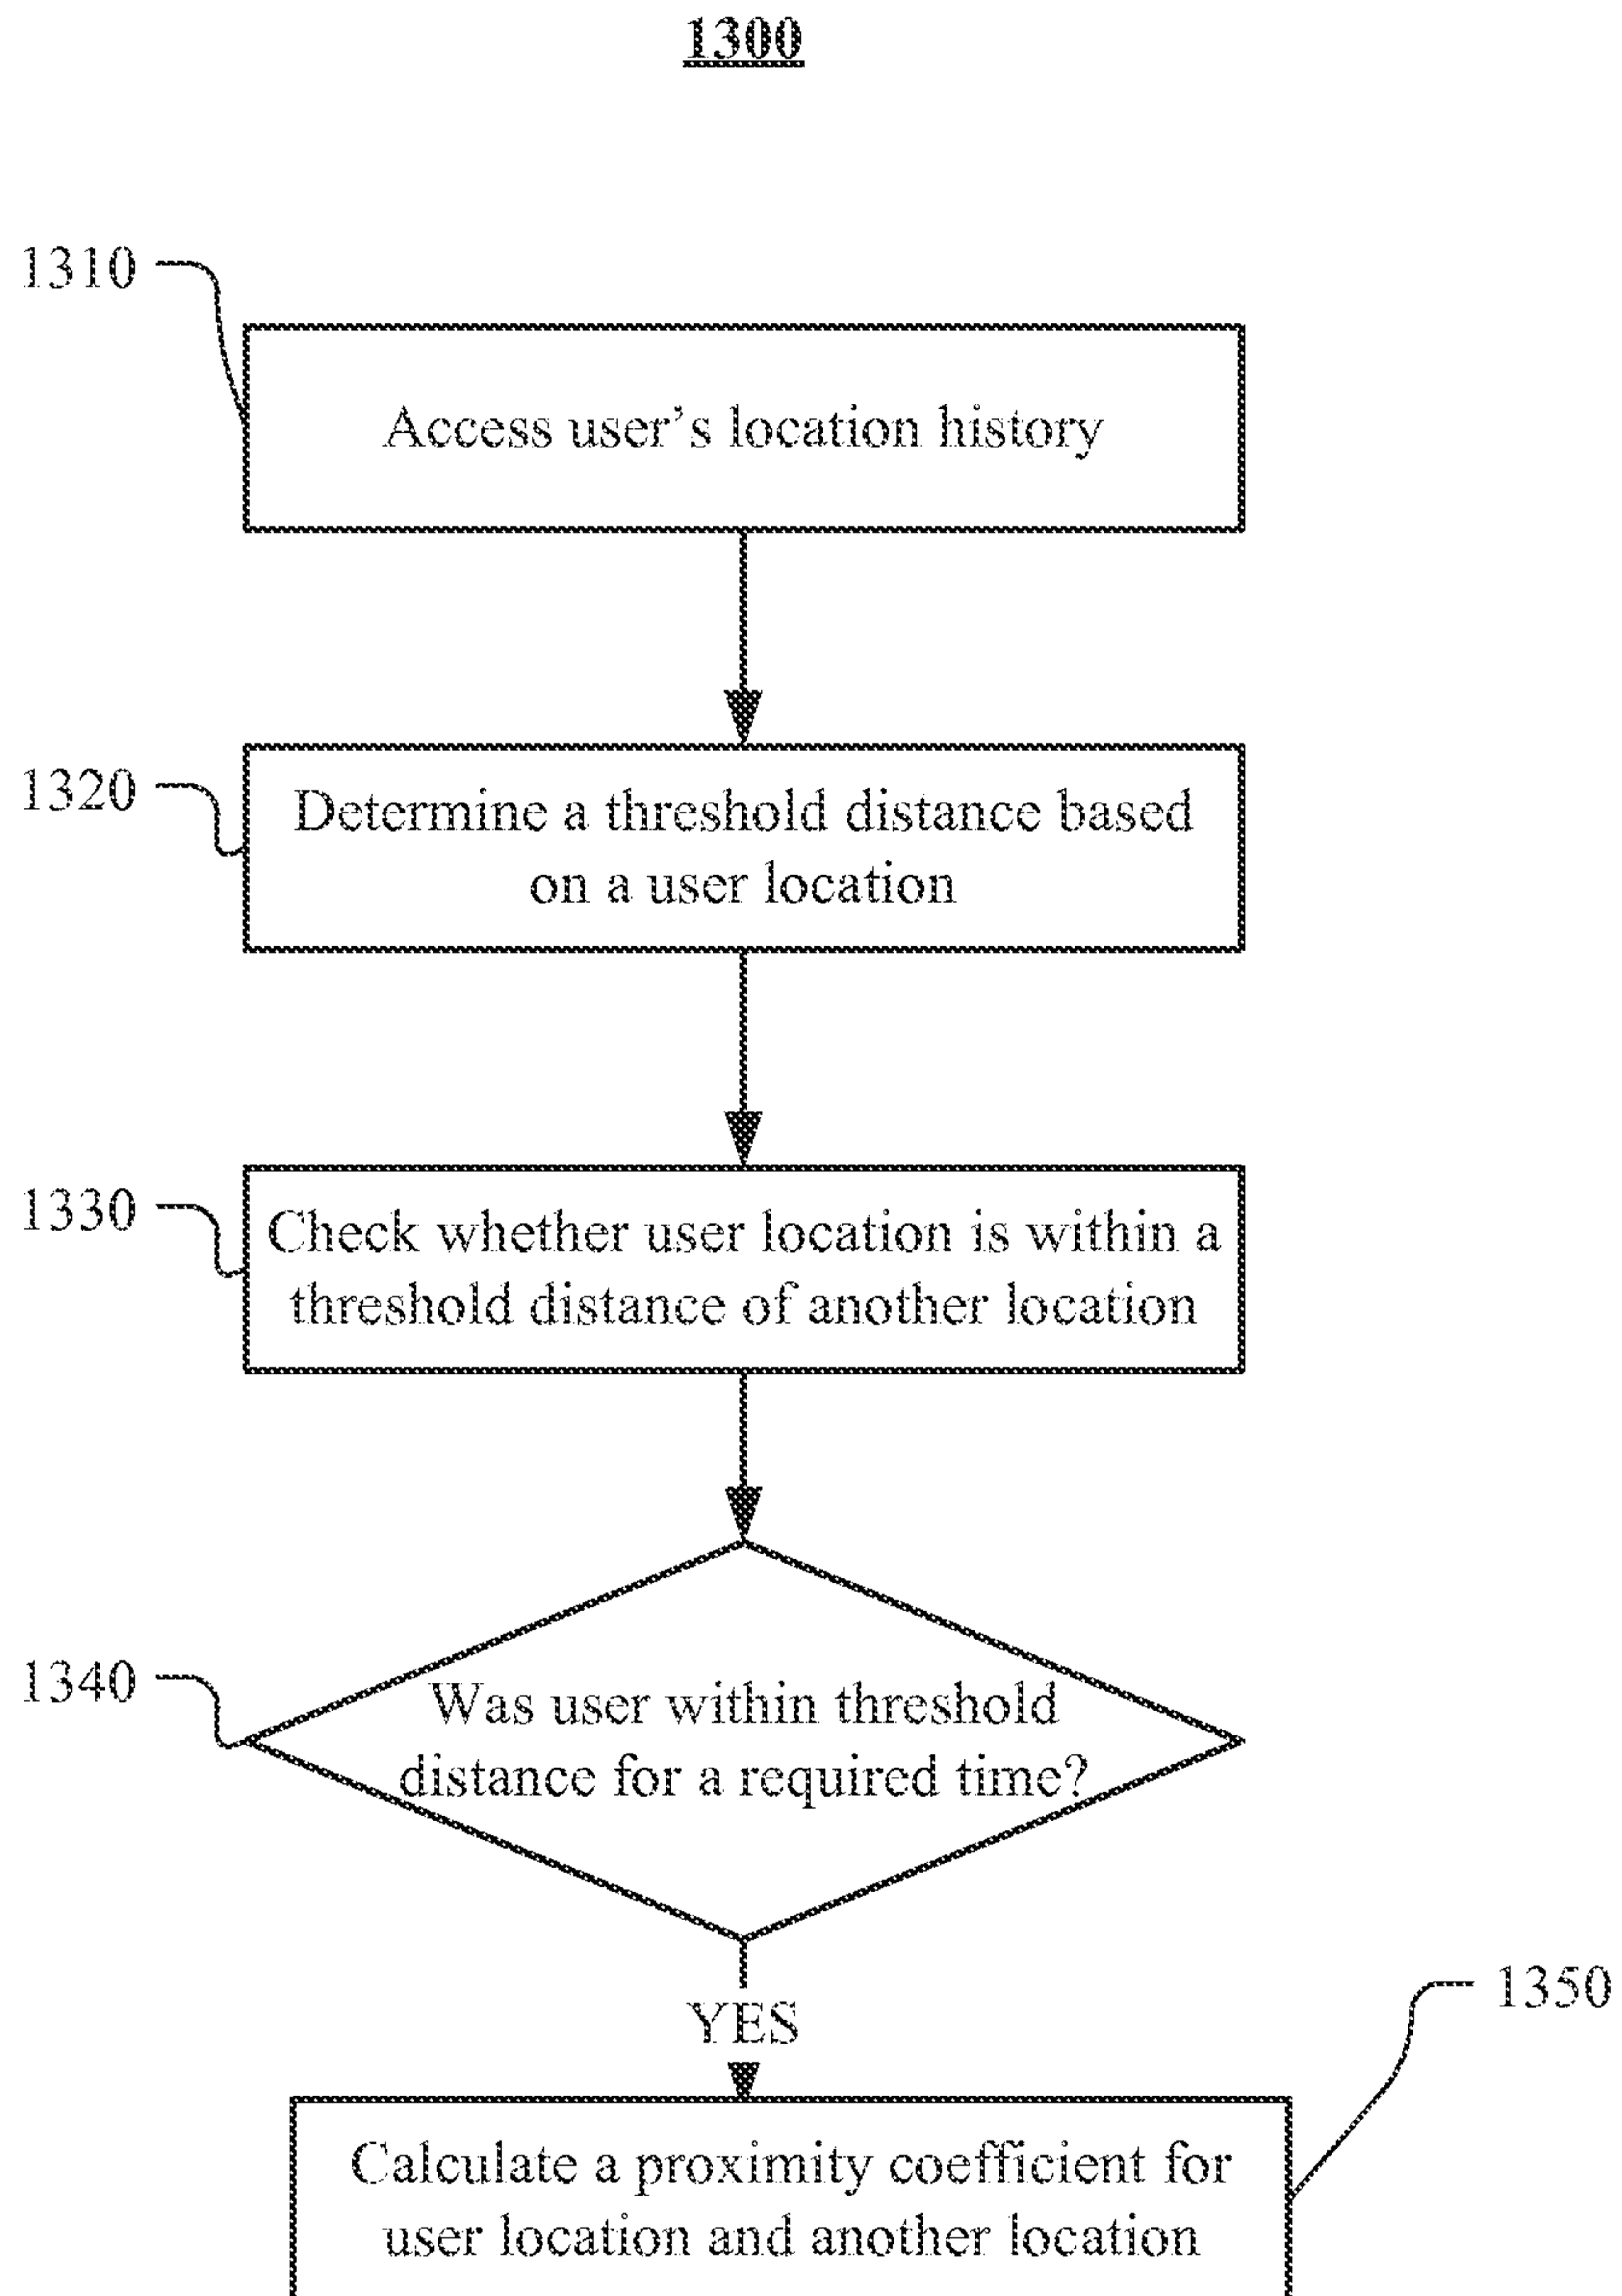 1300
1310
Access user's location history
1320
Determine a threshold distance based
on a user location
1330
Check whether user location is within a
threshold distance of another location
1340
Was user within threshold
distance for a required time?
YES
1350
Calculate a proximity coefficient for
user location and another location